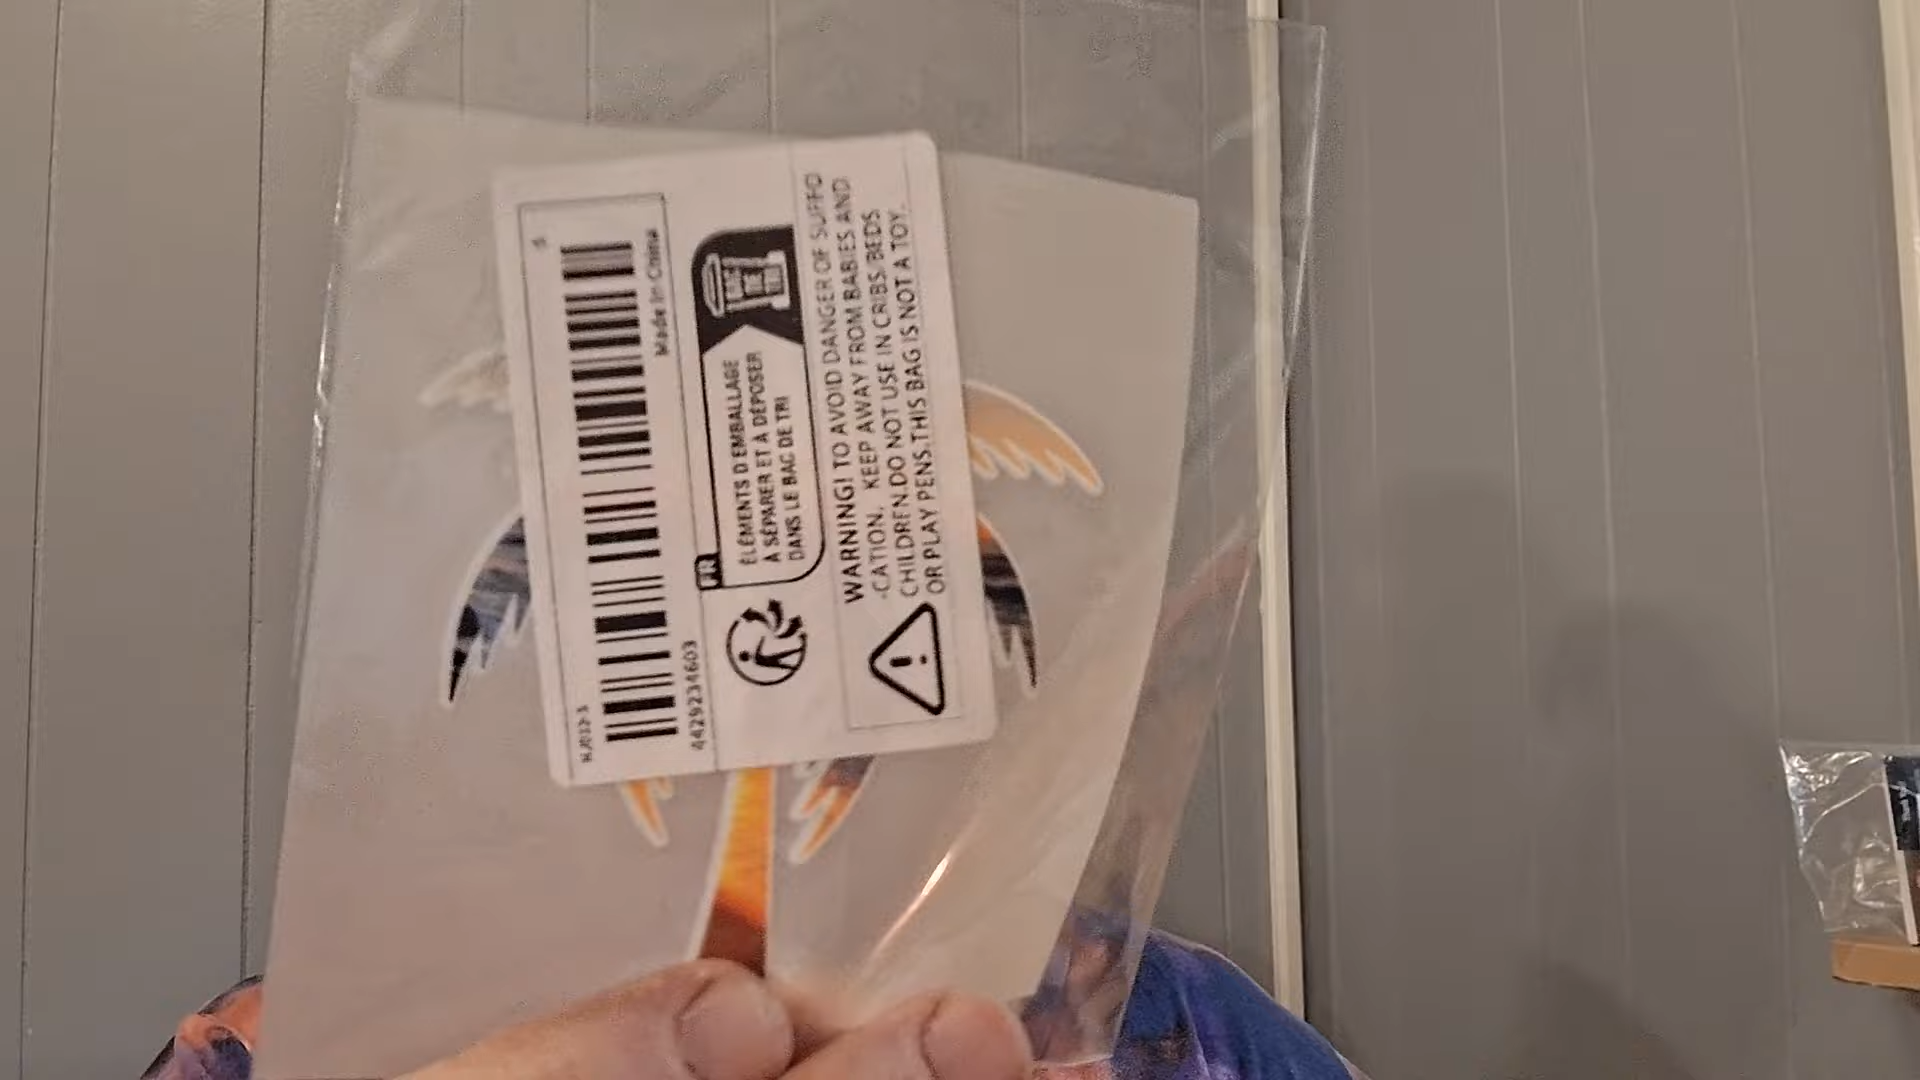 Made In China
4429234603
FR
ÉLÉMENTS D'EMBALLAGE
À SÉPARER ET À DÉPOSER
DANS LE BAC DE TRI
WARNING! TO AVOID DANGER OF SUFFO
-CATION, KEEP AWAY FROM BABIES AND
CHILDREN.DO NOT USE IN CRIBS/BEDS
OR PLAY PENS.THIS BAG IS NOT A TOY.